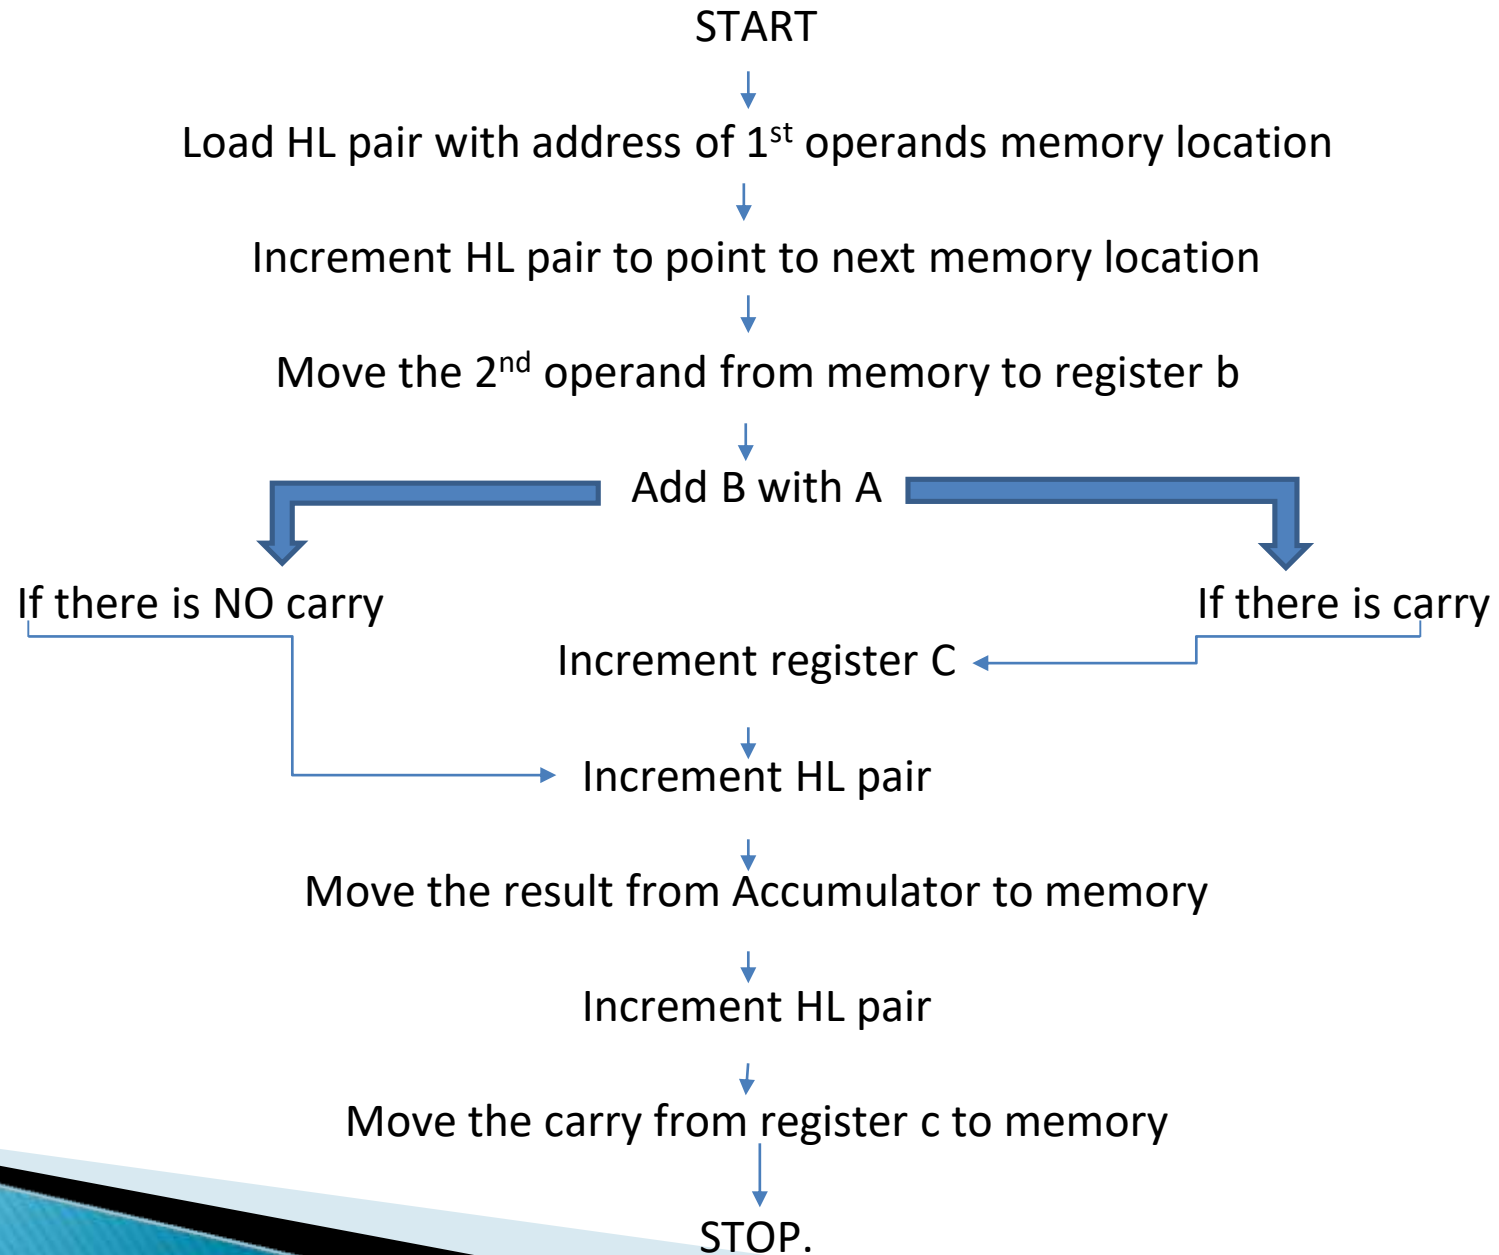 START
Load HL pair with address of 1st operands memory location
Increment HL pair to point to next memory location
Move the 2nd operand from memory to register b
Add B with A
If there is NO carry
If there is carry
Increment register C
Increment HL pair
Move the result from Accumulator to memory
Increment HL pair
Move the carry from register c to memory
STOP.